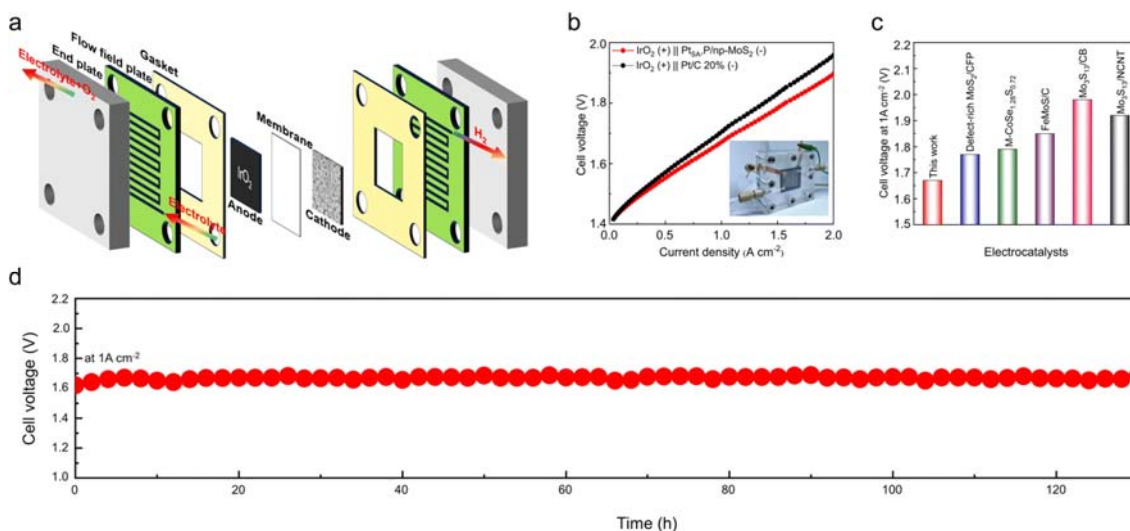 a
Electrolyte+O2
End plate
Flow field plate
Gasket
Electrolyte
IrO2
Anode
Membrane
Cathode
H2
b
IrO2 (+) || PtSA,P/np-MoS2 (-)
IrO2 (+) || Pt/C 20% (-)
Cell voltage (V)
2.0
1.8
1.6
1.4
0.0 0.5 1.0 1.5 2.0
Current density (A cm-2)
c
Cell voltage at 1A cm-2 (V)
2.2
2.1
2.0
1.9
1.8
1.7
1.6
1.5
This work
Defect-rich MoS2/CFP
M-CoSe1.28S0.72
FeMoS/C
Mo3S13/CB
Mo3S13/NCNT
Electrocatalysts
d
Cell voltage (V)
2.2
2.0
1.8
1.6
1.4
1.2
1.0
at 1A cm-2
0 20 40 60 80 100 120
Time (h)